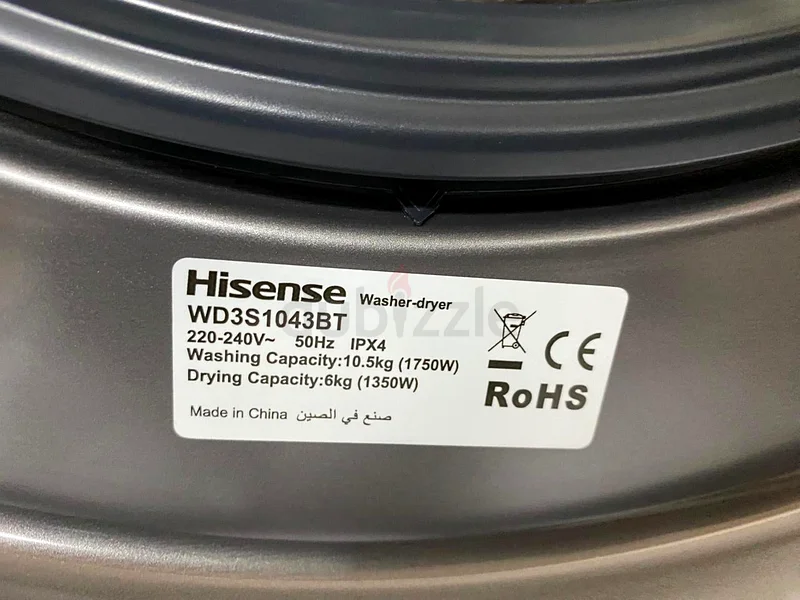 Hisense Washer-dryer
WD3S1043BT
220-240V~ 50Hz IPX4
Washing Capacity:10.5kg (1750W)
Drying Capacity:6kg (1350W)
Made in China صنع في الصين
CE
RoHS
dubizzle